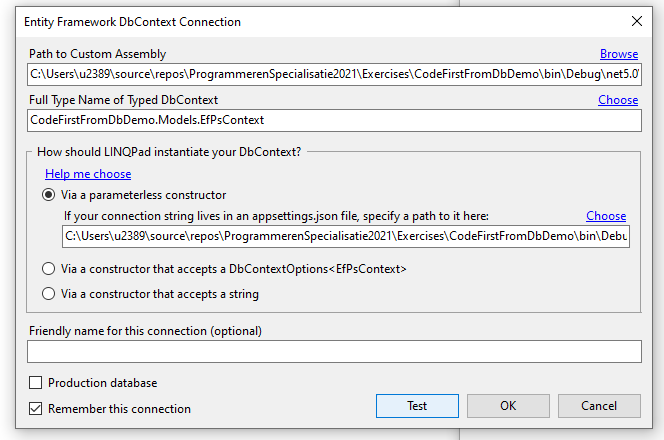 Entity Framework DbContext Connection
Path to Custom Assembly Browse
C:\Users\u2389\source\repos\ProgrammerenSpecialisatie2021\Exercises\CodeFirstFromDbDemo\bin\Debug\net5.0\
Full Type Name of Typed DbContext Choose
CodeFirstFromDbDemo.Models.EfPsContext
How should LINQPad instantiate your DbContext?
Help me choose
Via a parameterless constructor
If your connection string lives in an appsettings.json file, specify a path to it here: Choose
C:\Users\u2389\source\repos\ProgrammerenSpecialisatie2021\Exercises\CodeFirstFromDbDemo\bin\Debu
Via a constructor that accepts a DbContextOptions<EfPsContext>
Via a constructor that accepts a string
Friendly name for this connection (optional)
Production database
Remember this connection
Test OK Cancel